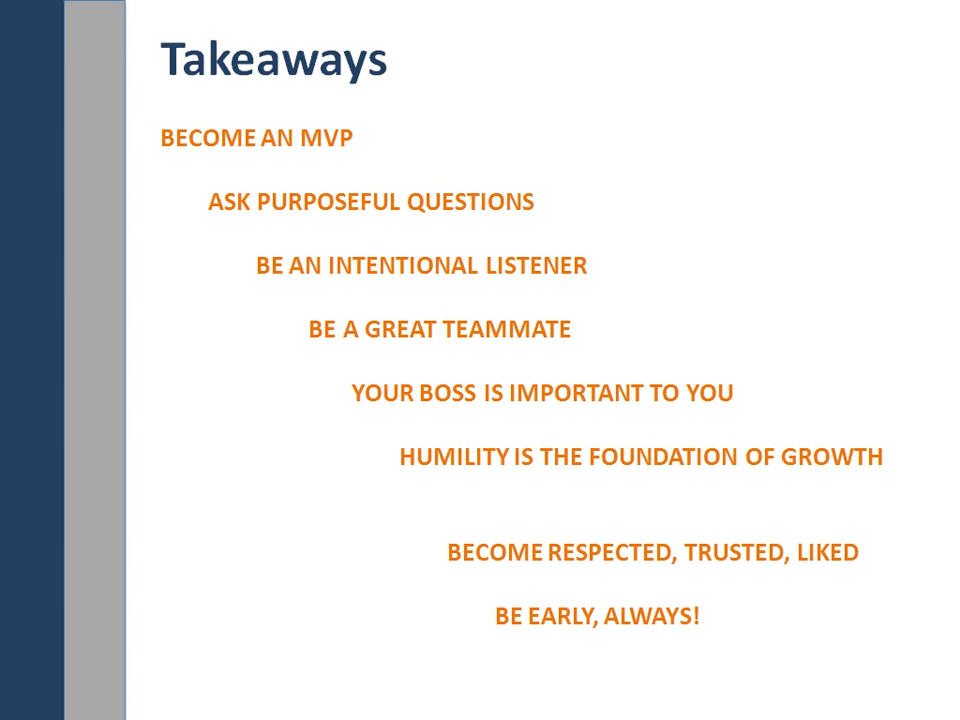 Takeaways
BECOME AN MVP
ASK PURPOSEFUL QUESTIONS
BE AN INTENTIONAL LISTENER
BE A GREAT TEAMMATE
YOUR BOSS IS IMPORTANT TO YOU
HUMILITY IS THE FOUNDATION OF GROWTH
BECOME RESPECTED, TRUSTED, LIKED
BE EARLY, ALWAYS!